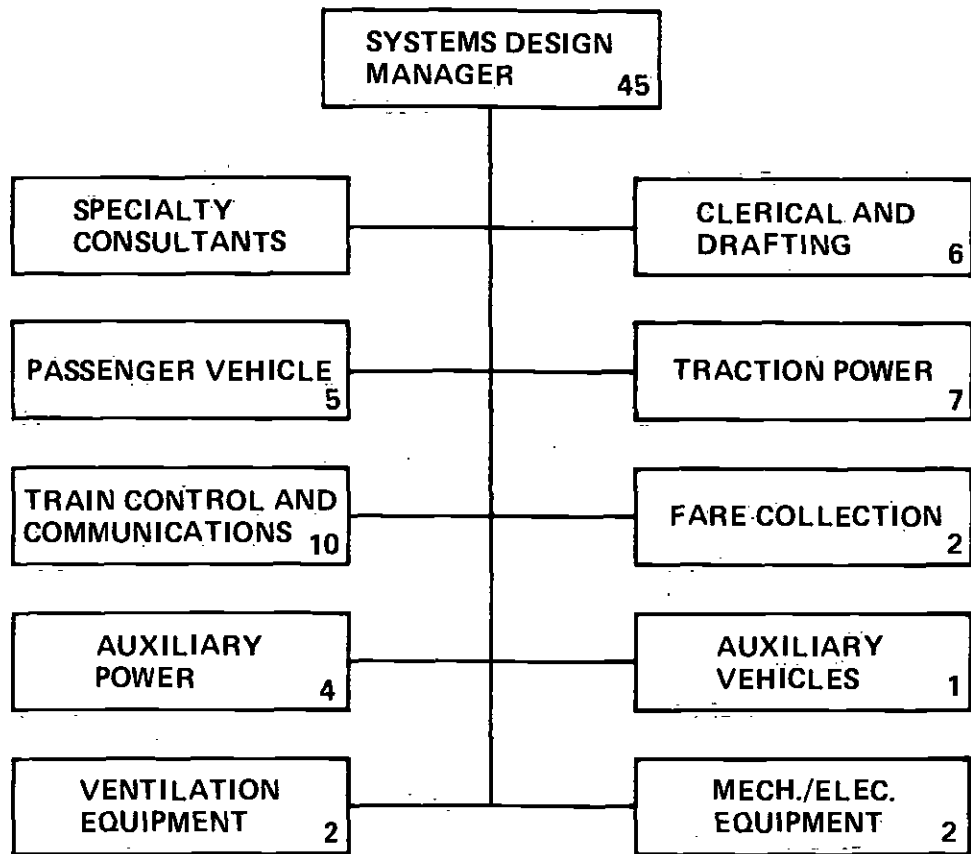 SYSTEMS DESIGN
MANAGER
45
SPECIALTY
CONSULTANTS
CLERICAL AND
DRAFTING
6
PASSENGER VEHICLE
5
TRACTION POWER
7
TRAIN CONTROL AND
COMMUNICATIONS
10
FARE COLLECTION
2
AUXILIARY
POWER
4
AUXILIARY
VEHICLES
1
VENTILATION
EQUIPMENT
2
MECH./ELEC.
EQUIPMENT
2